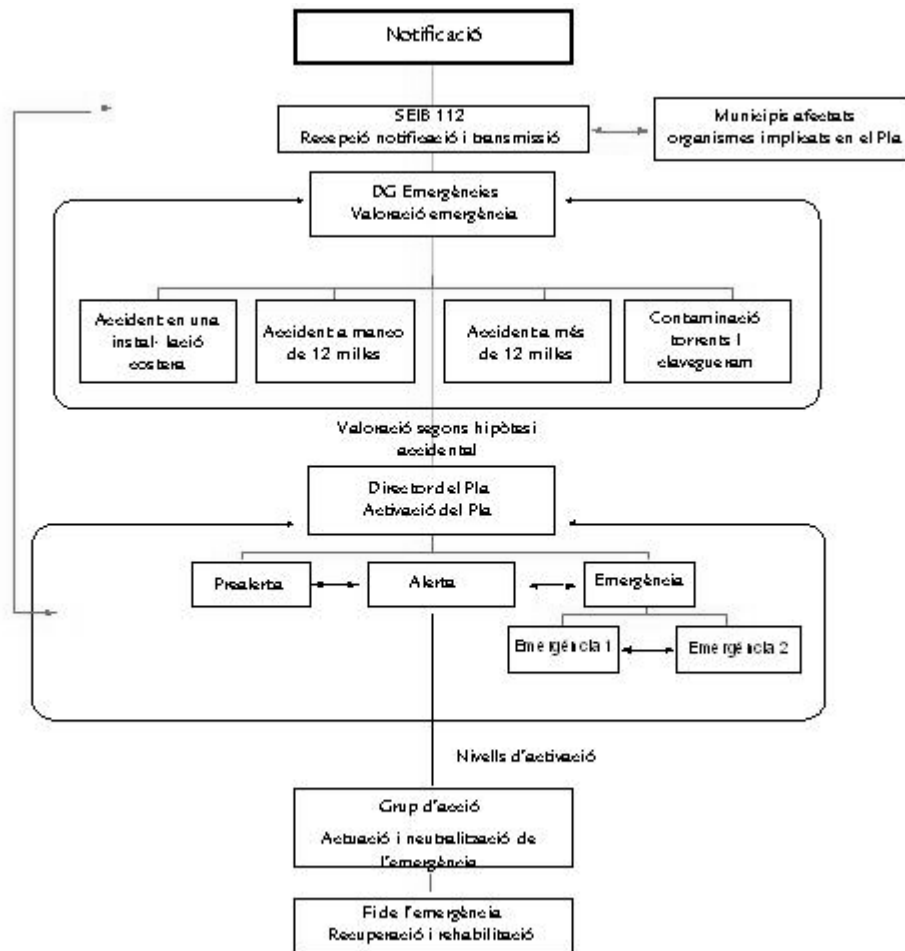 Notificació
SEIB 112
Recepció notificació i transmissió
Municipis afectats
organismes implicats en el Pla
DG Emergències
Valoració emergència
Accident en una
instal· lació
costera
Accident a manco
de 12 milles
Accident a més
de 12 milles
Contaminació
torrents I
clavegueram
Valoració segons hipòtesi
accidental
Director del Pla
Activació del Pla
Prealerta
Alerta
Emergència
Emergéncia 1
Emergència 2
Nivells d'activació
Grup d'acció
Actuació i neutralització de
l'emergència
Fi de l'emergència
Recuperació i rehabilitació